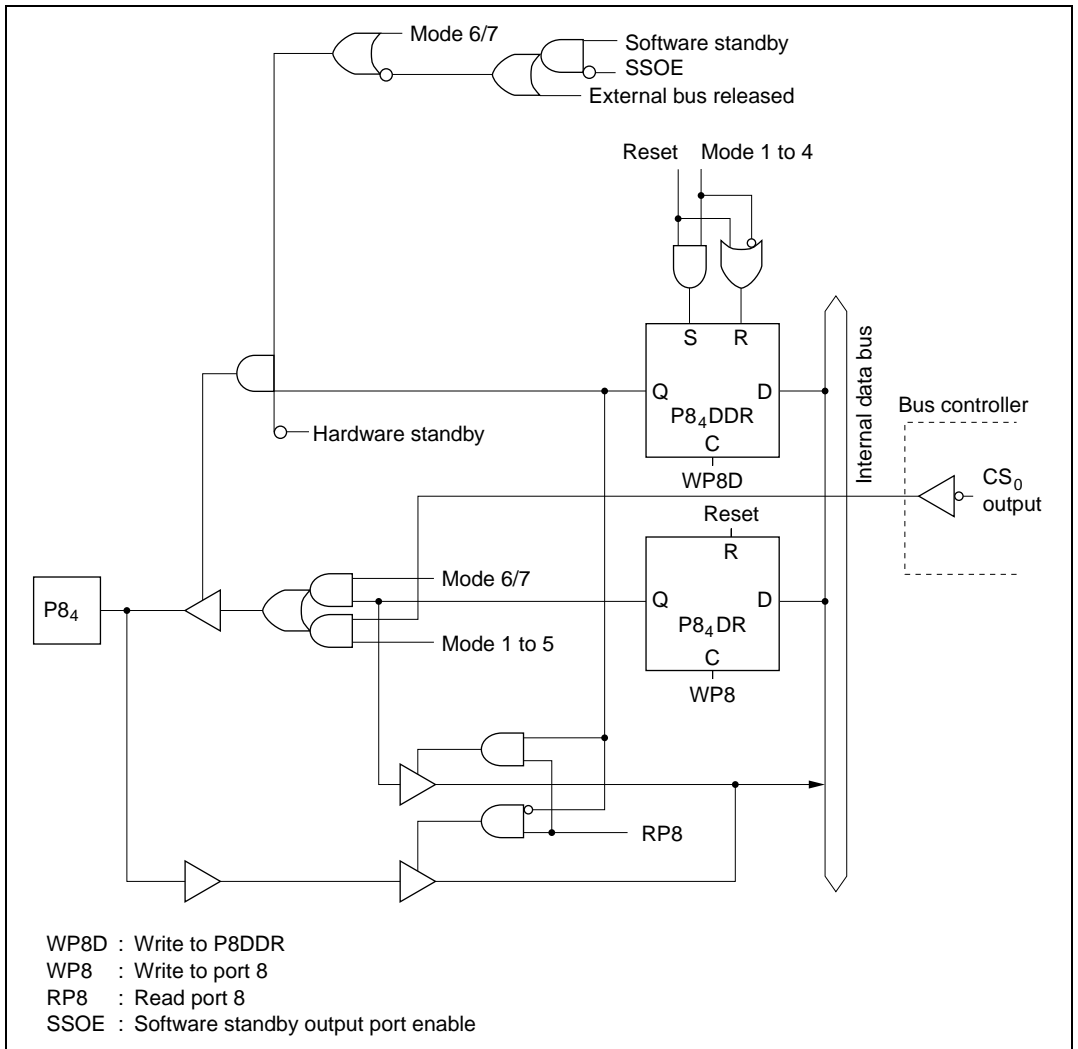 Mode 6/7
Software standby
SSOE
External bus released
Reset Mode 1 to 4
S R
Q D
P8₄DDR
C
WP8D
Hardware standby
Internal data bus
Bus controller
CS₀
output
Reset
R
Mode 6/7
Q D
P8₄DR
C
WP8
P8₄
Mode 1 to 5
RP8
WP8D : Write to P8DDR
WP8 : Write to port 8
RP8 : Read port 8
SSOE : Software standby output port enable